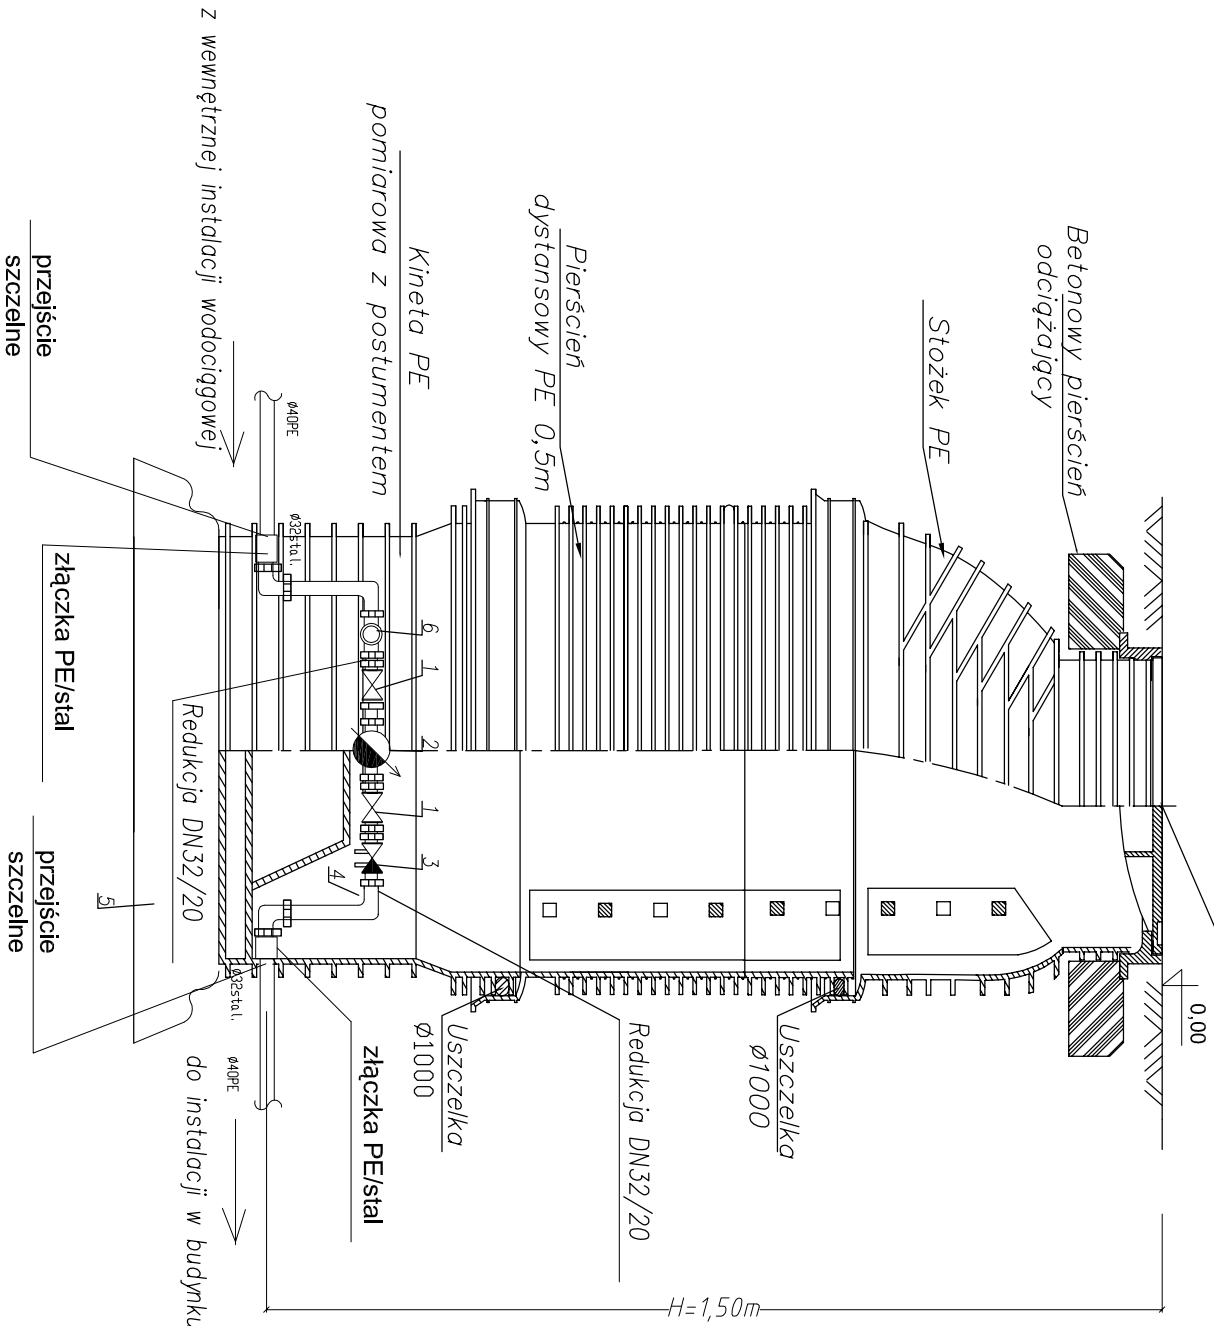 0,00
Betonowy pierścień
odciążający
Stożek PE
Pierścień
dystansowy PE 0,5m
Kineta PE
pomiarowa z postumentem
z wewnętrznej instalacji wodociągowej
przejście
szczelne
złączka PE/stal
Redukcja DN32/20
przejście
szczelne
Ø40PE
Ø32stal.
6
1
2
1
3
4
5
Ø32stal.
Ø40PE
do instalacji w budynku
złączka PE/stal
Uszczelka
Ø1000
Redukcja DN32/20
Uszczelka
Ø1000
H=1,50m